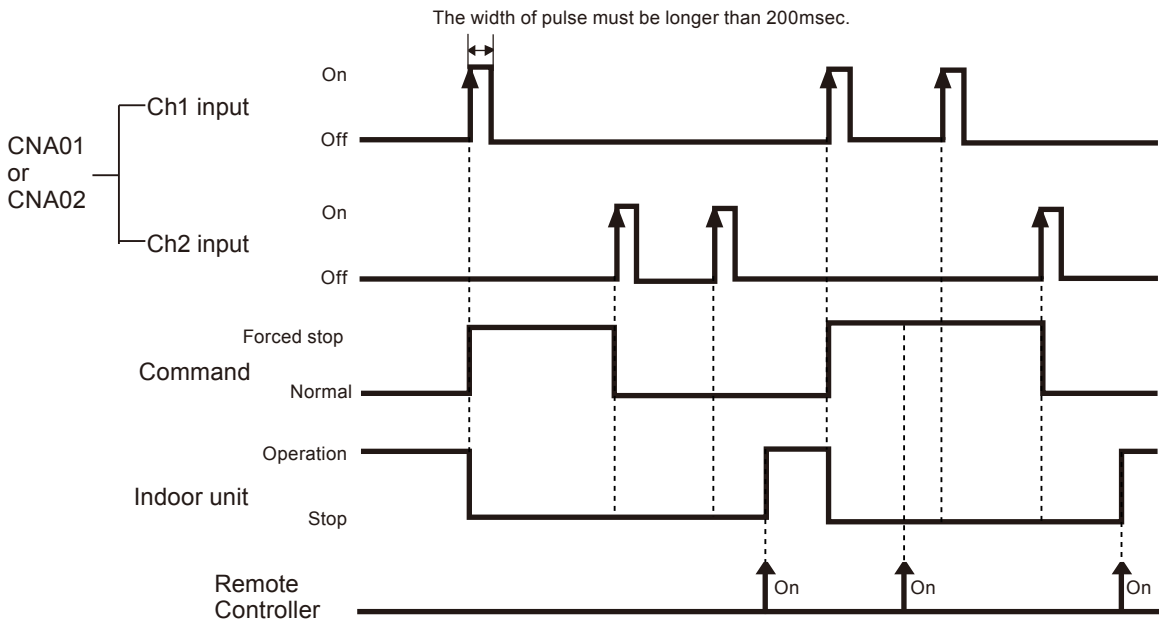 The width of pulse must be longer than 200msec.
On
Ch1 input
Off
CNA01
or
CNA02
On
Ch2 input
Off
Forced stop
Command
Normal
Operation
Indoor unit
Stop
Remote
Controller
On
On
On